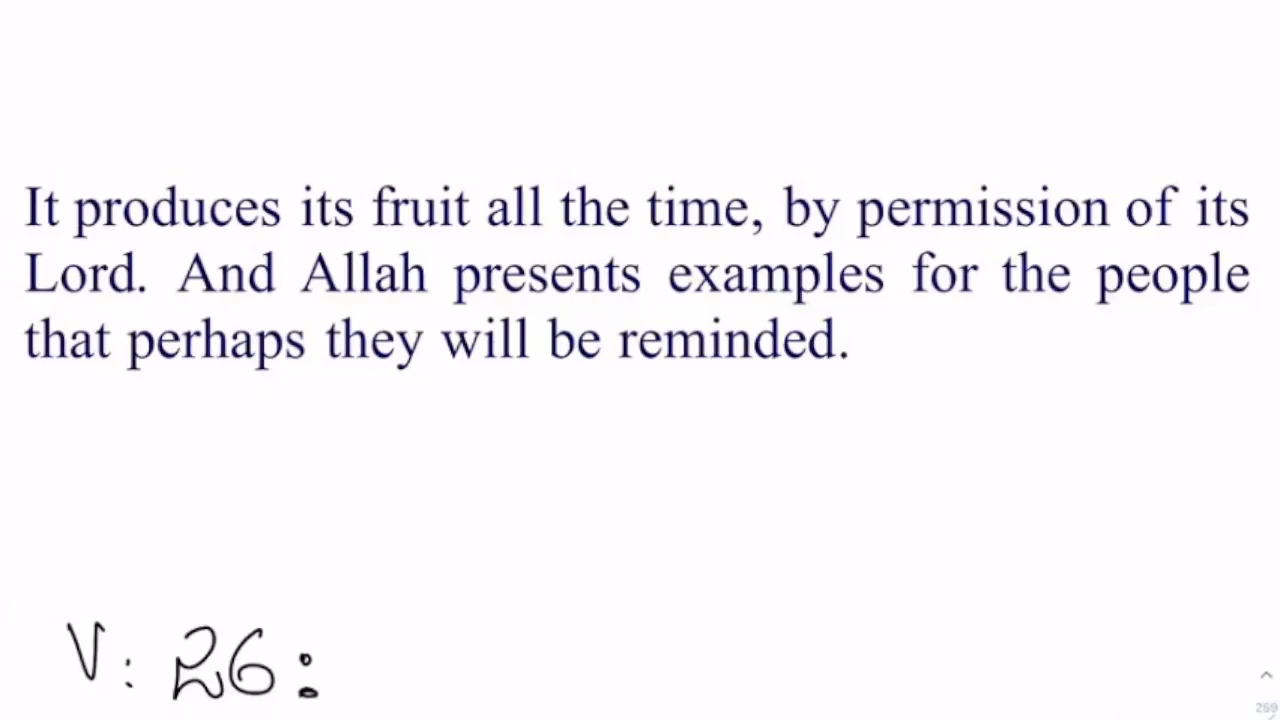 It produces its fruit all the time, by permission of its
Lord. And Allah presents examples for the people
that perhaps they will be reminded.
V: 26:
259